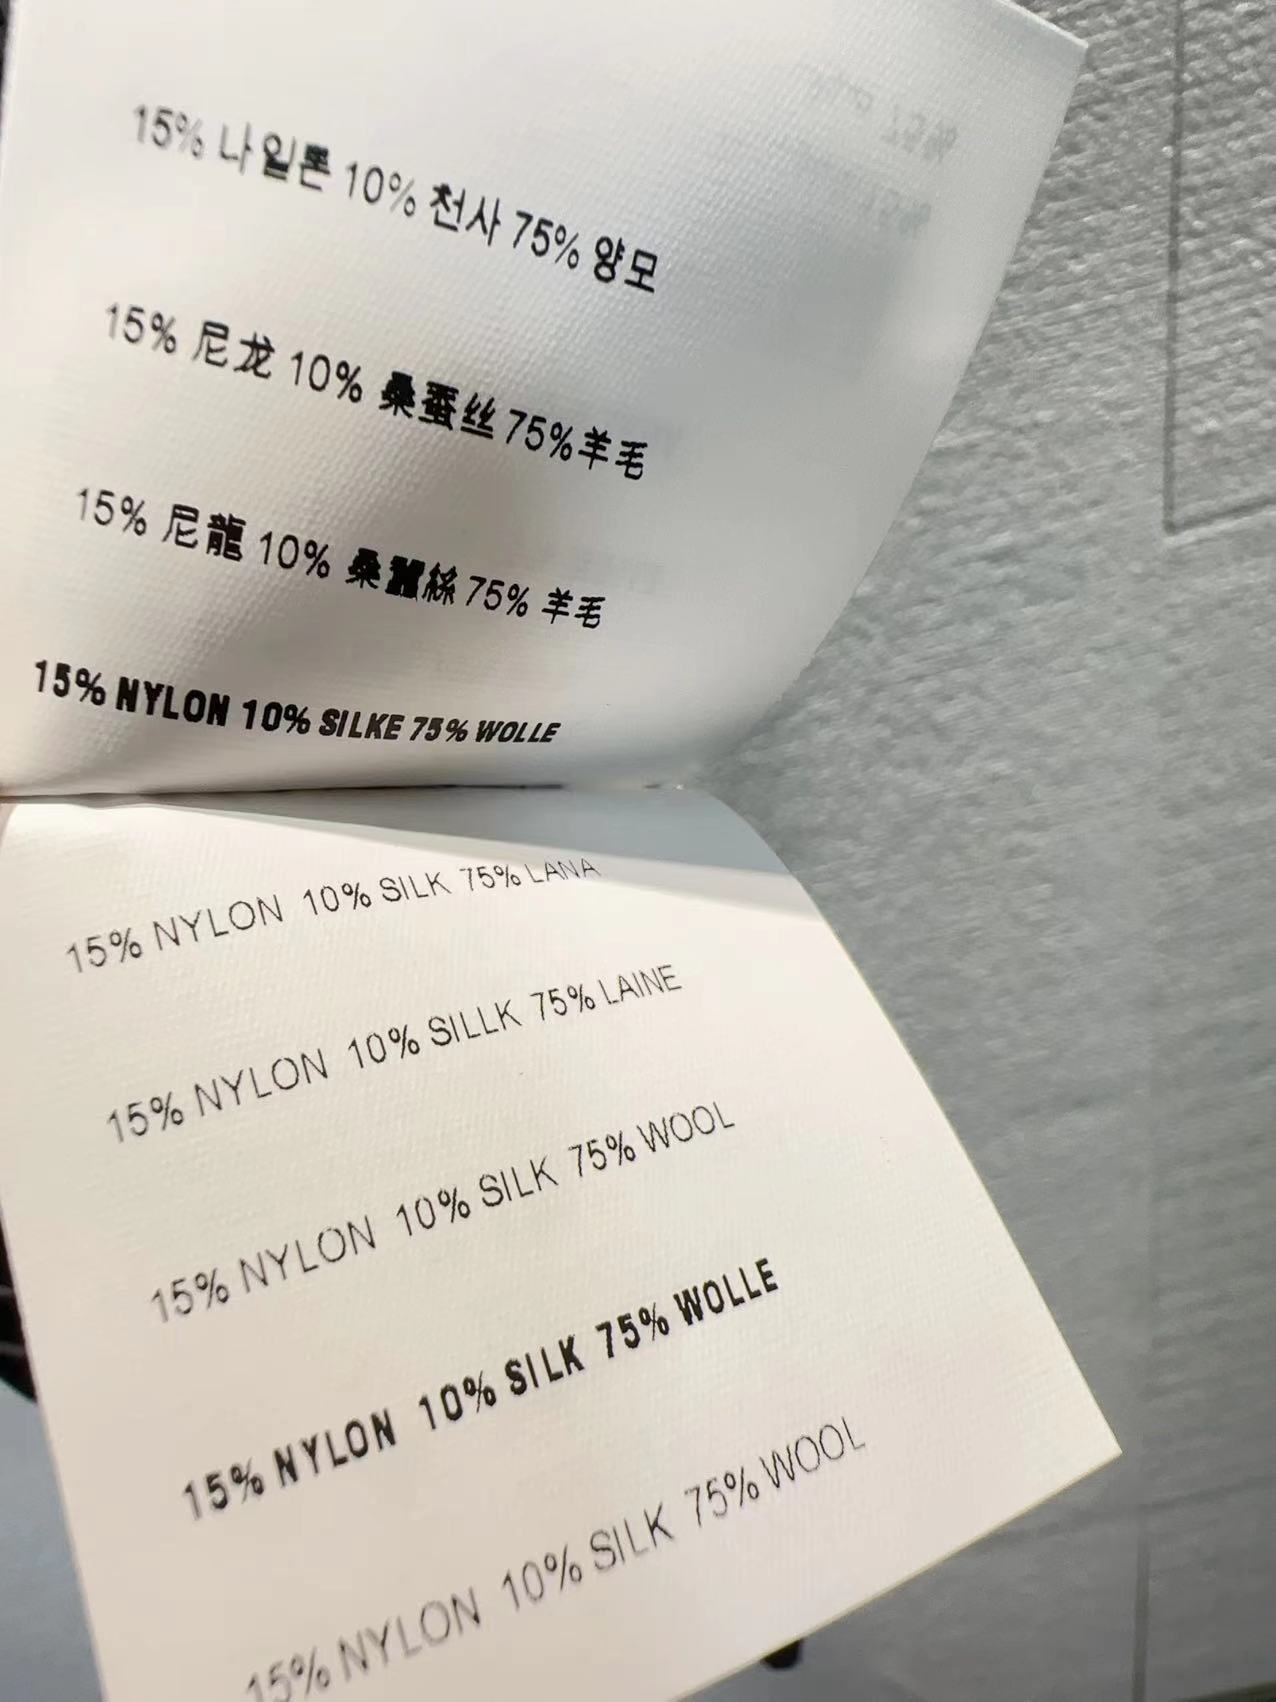 15% 나일론 10% 천사 75% 양모
15% 尼龙 10% 桑蚕丝 75%羊毛
15% 尼龍 10% 桑蠶絲 75% 羊毛
15% NYLON 10% SILKE 75% WOLLE
15% NYLON 10% SILK 75% LANA
15% NYLON 10% SILLK 75% LAINE
15% NYLON 10% SILK 75% WOOL
15% NYLON 10% SILK 75% WOLLE
15% NYLON 10% SILK 75% WOOL